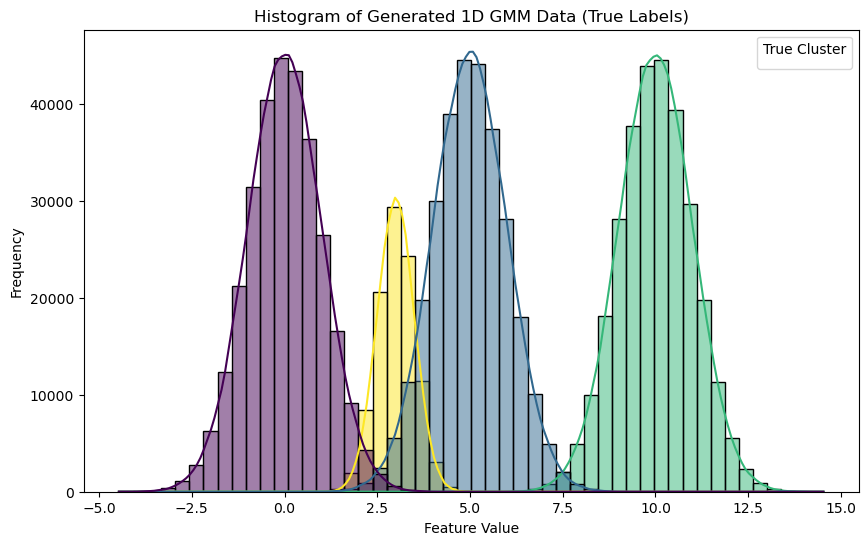 Histogram of Generated 1D GMM Data (True Labels)
True Cluster
40000
30000
20000
10000
0
Frequency
−5.0 −2.5 0.0 2.5 5.0 7.5 10.0 12.5 15.0
Feature Value